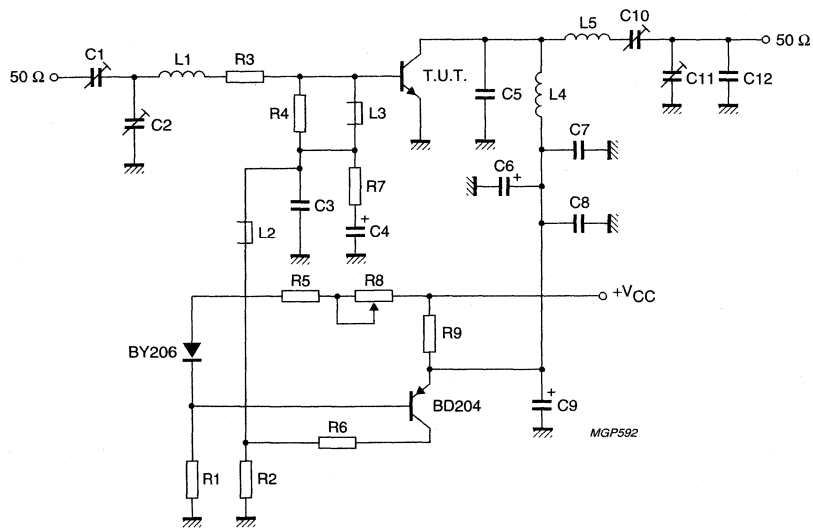 C1
L1
R3
50 Ω
C2
R4
L3
T.U.T.
C5
L4
L5
C10
50 Ω
C11
C12
C7
C6
+
C8
R7
C3
+
C4
L2
R5
R8
+VCC
R9
BY206
BD204
R6
+
C9
R1
R2
MGP592